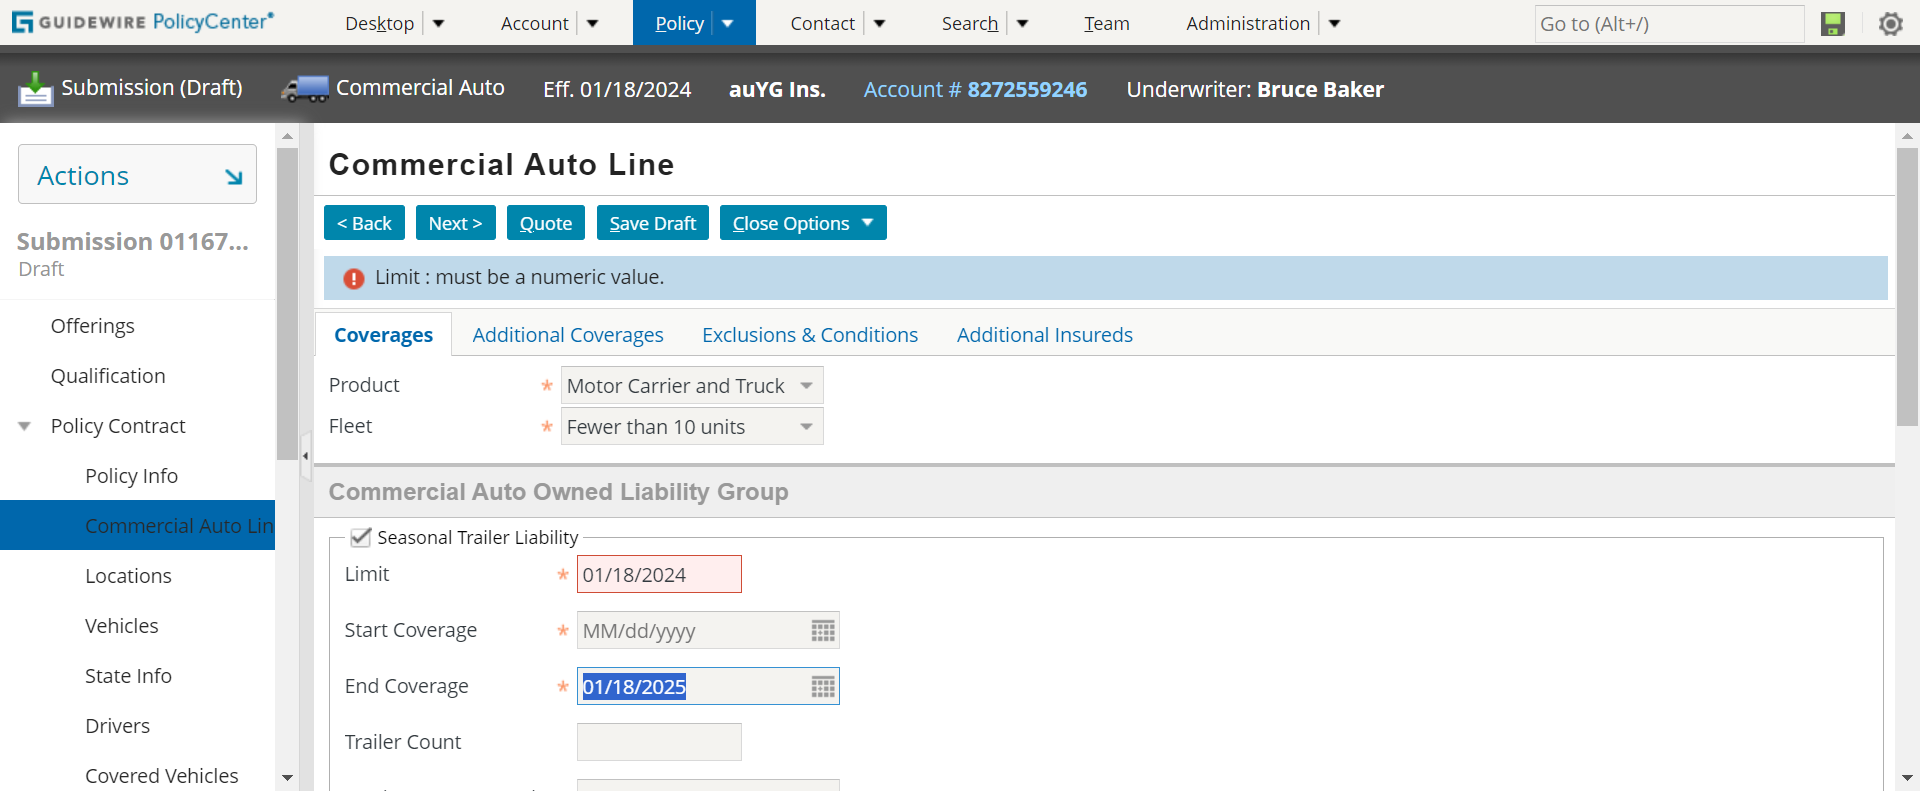 GUIDEWIRE PolicyCenter®
Desktop
Account
Policy
Contact
Search
Team
Administration
Go to (Alt+/)
Submission (Draft)
Commercial Auto
Eff. 01/18/2024
auYG Ins.
Account # 8272559246
Underwriter: Bruce Baker
Actions
Submission 01167...
Draft
Offerings
Qualification
Policy Contract
Policy Info
Commercial Auto Lin
Locations
Vehicles
State Info
Drivers
Covered Vehicles
Commercial Auto Line
< Back
Next >
Quote
Save Draft
Close Options
Limit : must be a numeric value.
Coverages
Additional Coverages
Exclusions & Conditions
Additional Insureds
Product * Motor Carrier and Truck
Fleet * Fewer than 10 units
Commercial Auto Owned Liability Group
Seasonal Trailer Liability
Limit * 01/18/2024
Start Coverage * MM/dd/yyyy
End Coverage * 01/18/2025
Trailer Count